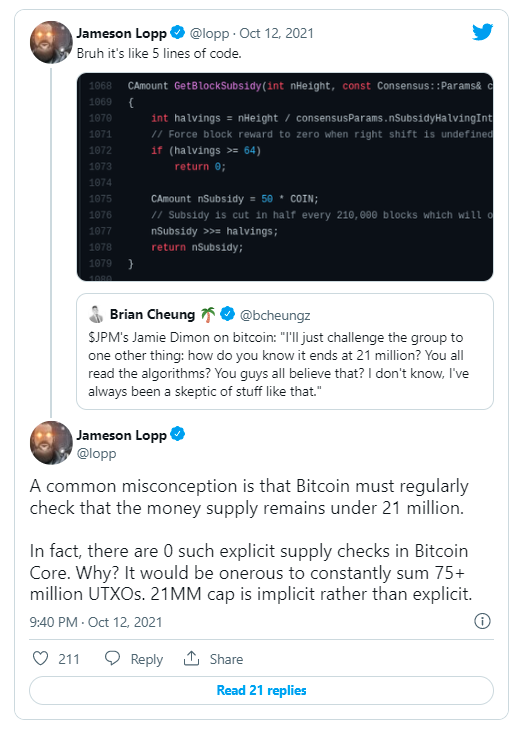 Jameson Lopp @lopp · Oct 12, 2021
Bruh it's like 5 lines of code.
1068 CAmount GetBlockSubsidy(int nHeight, const Consensus::Params& c
1069 {
1070 int halvings = nHeight / consensusParams.nSubsidyHalvingInt
1071 // Force block reward to zero when right shift is undefined
1072 if (halvings >= 64)
1073 return 0;
1074
1075 CAmount nSubsidy = 50 * COIN;
1076 // Subsidy is cut in half every 210,000 blocks which will o
1077 nSubsidy >>= halvings;
1078 return nSubsidy;
1079 }
1080
Brian Cheung 🌴 @bcheungz
$JPM's Jamie Dimon on bitcoin: "I'll just challenge the group to
one other thing: how do you know it ends at 21 million? You all
read the algorithms? You guys all believe that? I don't know, I've
always been a skeptic of stuff like that."
Jameson Lopp
@lopp
A common misconception is that Bitcoin must regularly
check that the money supply remains under 21 million.
In fact, there are 0 such explicit supply checks in Bitcoin
Core. Why? It would be onerous to constantly sum 75+
million UTXOs. 21MM cap is implicit rather than explicit.
9:40 PM · Oct 12, 2021
211 Reply Share
Read 21 replies